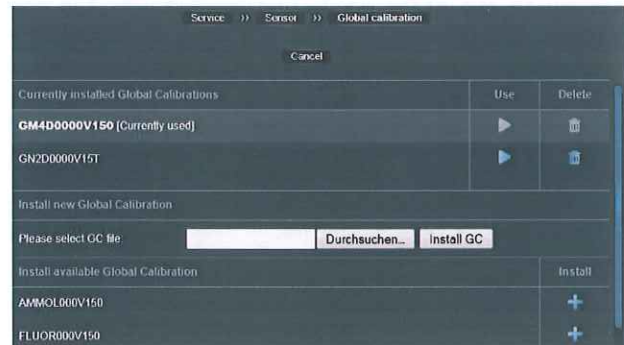 Service >> Sensor >> Global calibration
Cancel
Currently installed Global Calibrations Use Delete
GM4D0000V150 [Currently used]
GN2D0000V15T
Install new Global Calibration
Please select GC file: Durchsuchen... Install GC
Install available Global Calibration Install
AMMOL000V150
FLUOR000V150